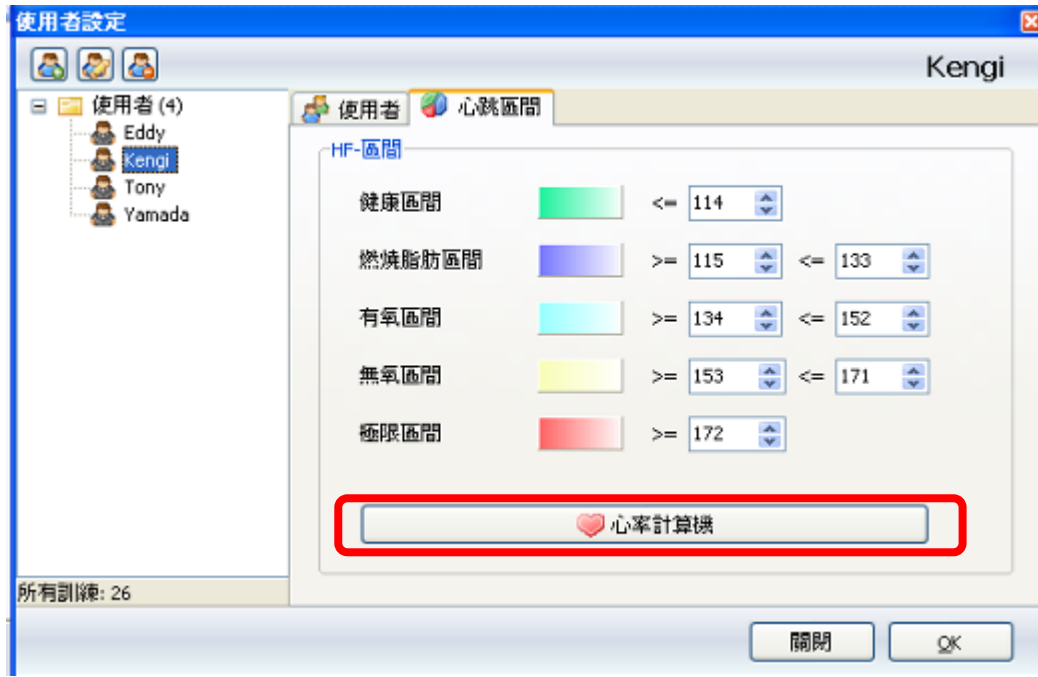 使用者設定
Kengi
使用者 (4)
Eddy
Kengi
Tony
Yamada
使用者 心跳區間
HF-區間
健康區間 <= 114
燃燒脂肪區間 >= 115 <= 133
有氧區間 >= 134 <= 152
無氧區間 >= 153 <= 171
極限區間 >= 172
心率計算機
所有訓練: 26
關閉 OK